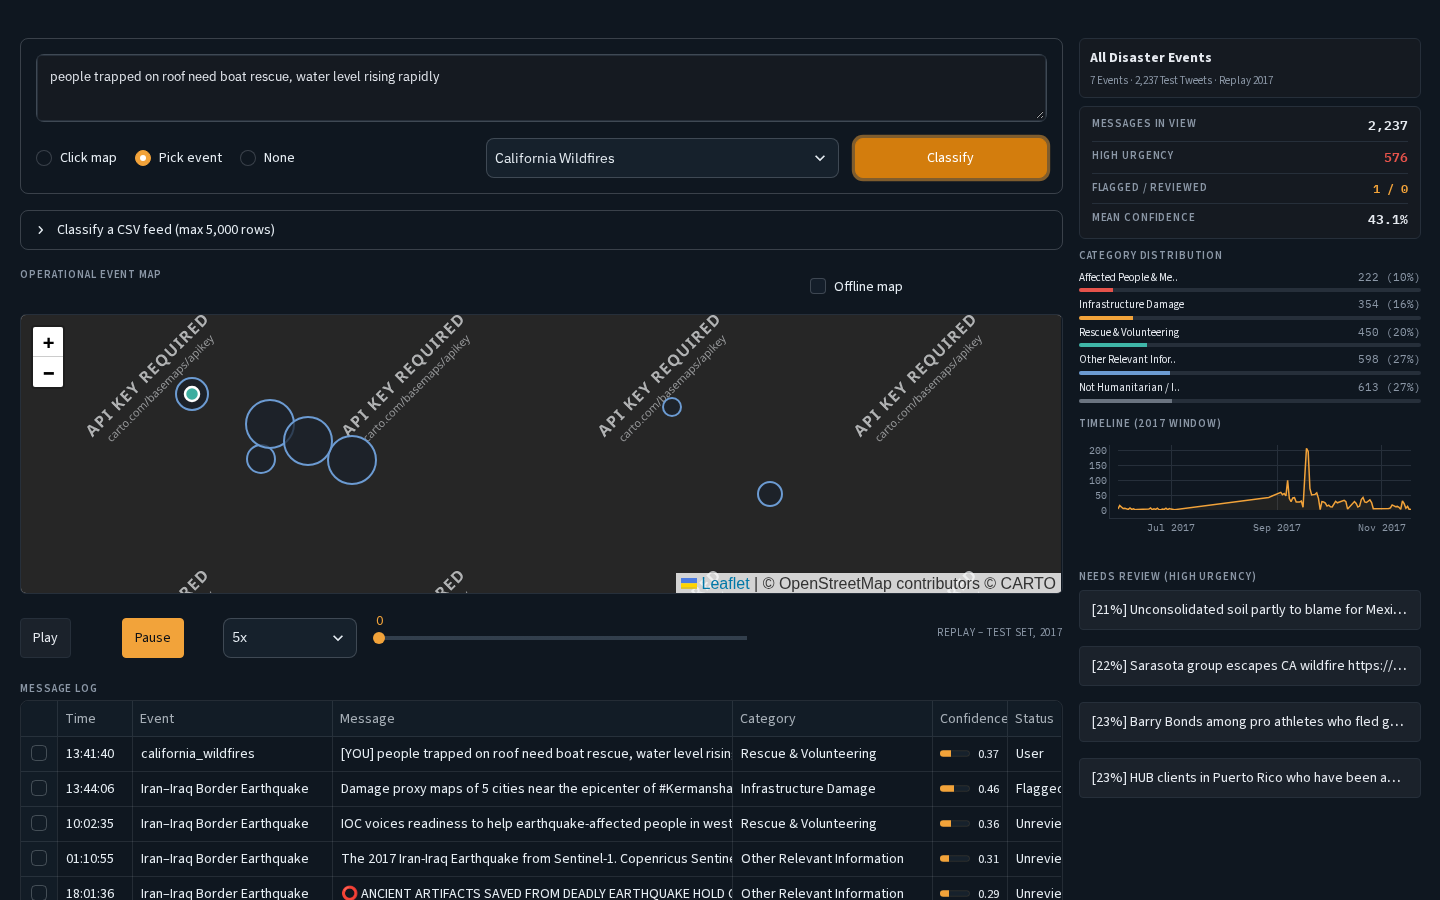 people trapped on roof need boat rescue, water level rising rapidly
Click map
Pick event
None
California Wildfires
Classify
Classify a CSV feed (max 5,000 rows)
OPERATIONAL EVENT MAP
Offline map
+
−
API KEY REQUIRED
carto.com/basemaps/apikey
API KEY REQUIRED
carto.com/basemaps/apikey
API KEY REQUIRED
carto.com/basemaps/apikey
API KEY REQUIRED
carto.com/basemaps/apikey
Leaflet | © OpenStreetMap contributors © CARTO
Play
Pause
5x
0
REPLAY – TEST SET, 2017
MESSAGE LOG
Time Event Message Category Confidence Status
13:41:40 california_wildfires [YOU] people trapped on roof need boat rescue, water level risin Rescue & Volunteering 0.37 User
13:44:06 Iran–Iraq Border Earthquake Damage proxy maps of 5 cities near the epicenter of #Kermansha Infrastructure Damage 0.46 Flagged
10:02:35 Iran–Iraq Border Earthquake IOC voices readiness to help earthquake-affected people in west Rescue & Volunteering 0.36 Unrevie
01:10:55 Iran–Iraq Border Earthquake The 2017 Iran-Iraq Earthquake from Sentinel-1. Copenricus Sentine Other Relevant Information 0.31 Unrevie
18:01:36 Iran–Iraq Border Earthquake ⭕ ANCIENT ARTIFACTS SAVED FROM DEADLY EARTHQUAKE HOLD Other Relevant Information 0.29 Unrevie
All Disaster Events
7 Events · 2,237 Test Tweets · Replay 2017
MESSAGES IN VIEW 2,237
HIGH URGENCY 576
FLAGGED / REVIEWED 1 / 0
MEAN CONFIDENCE 43.1%
CATEGORY DISTRIBUTION
Affected People & Me.. 222 (10%)
Infrastructure Damage 354 (16%)
Rescue & Volunteering 450 (20%)
Other Relevant Infor.. 598 (27%)
Not Humanitarian / I.. 613 (27%)
TIMELINE (2017 WINDOW)
200
150
100
50
0
Jul 2017 Sep 2017 Nov 2017
NEEDS REVIEW (HIGH URGENCY)
[21%] Unconsolidated soil partly to blame for Mexi…
[22%] Sarasota group escapes CA wildfire https://…
[23%] Barry Bonds among pro athletes who fled g…
[23%] HUB clients in Puerto Rico who have been a…